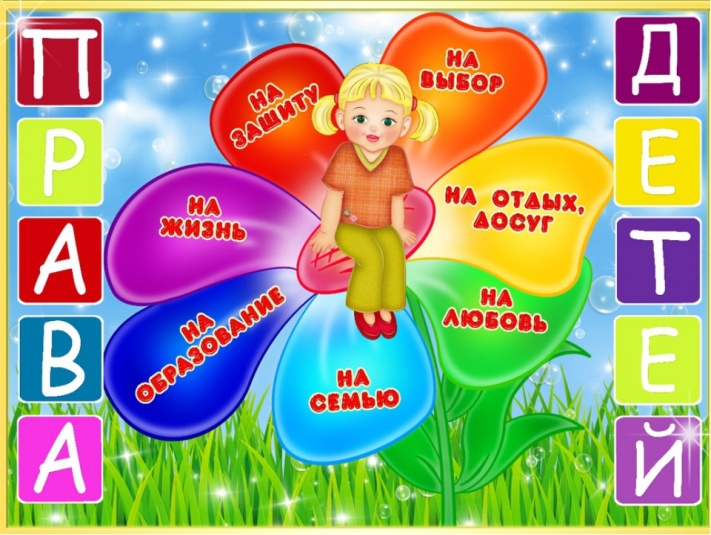 ПРАВА
ДЕТЕЙ
НА
ЗАЩИТУ
НА
ВЫБОР
НА ОТДЫХ,
ДОСУГ
НА
ЛЮБОВЬ
НА
СЕМЬЮ
НА
ОБРАЗОВАНИЕ
НА
ЖИЗНЬ